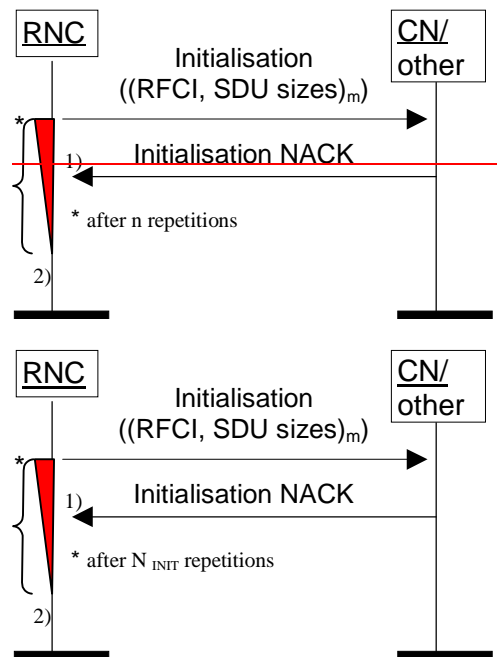 RNC
CN/
other
Initialisation
((RFCI, SDU sizes)m)
*
1)
Initialisation NACK
* after n repetitions
2)
RNC
CN/
other
Initialisation
((RFCI, SDU sizes)m)
*
1)
Initialisation NACK
* after N INIT repetitions
2)